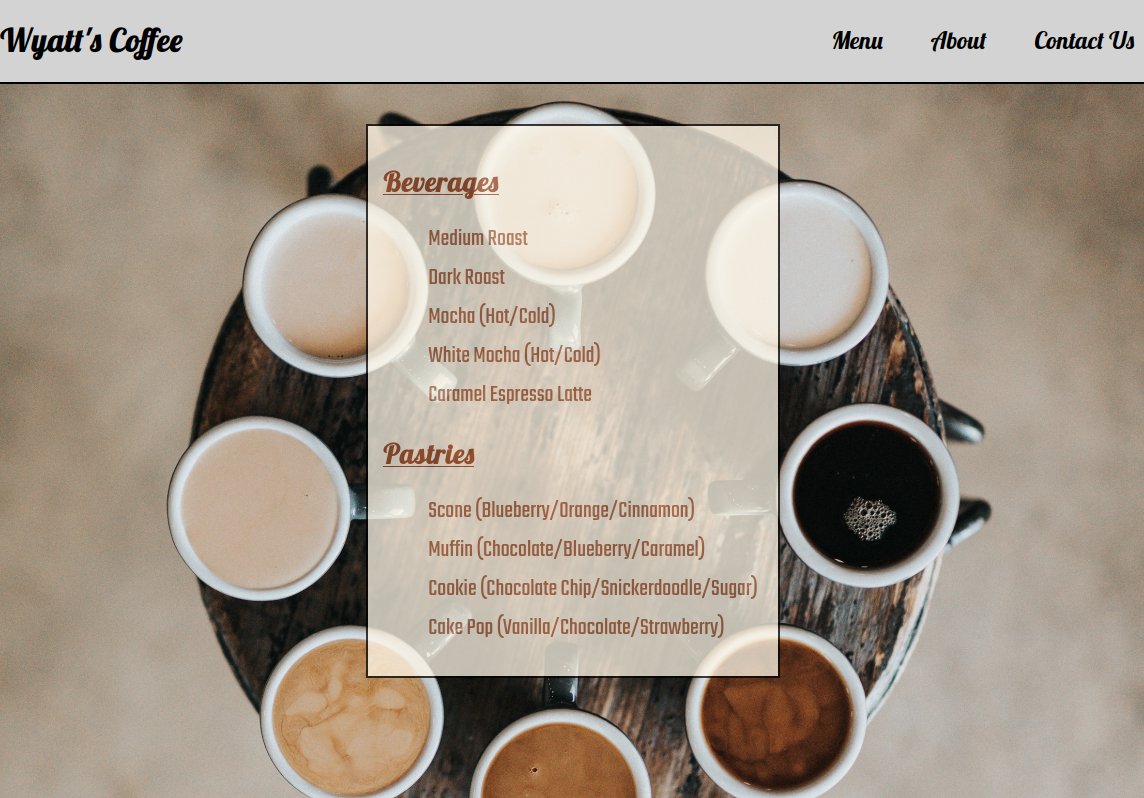 Wyatt's Coffee
Menu About Contact Us
Beverages
Medium Roast
Dark Roast
Mocha (Hot/Cold)
White Mocha (Hot/Cold)
Caramel Espresso Latte
Pastries
Scone (Blueberry/Orange/Cinnamon)
Muffin (Chocolate/Blueberry/Caramel)
Cookie (Chocolate Chip/Snickerdoodle/Sugar)
Cake Pop (Vanilla/Chocolate/Strawberry)